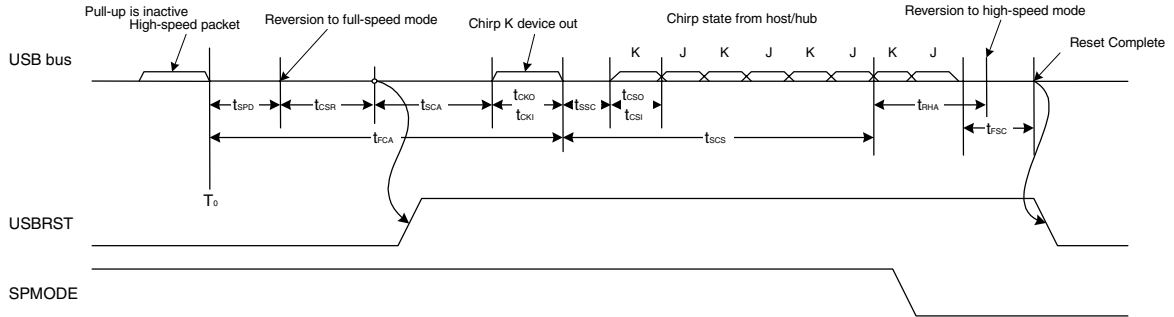 Pull-up is inactive
High-speed packet
Reversion to full-speed mode
Chirp K device out
Chirp state from host/hub
Reversion to high-speed mode
Reset Complete
USB bus
K J K J K J K J
tSPD tCSR tSCA tCKO tSSC tCSO tRHA
tCKI tCSI
tFSC
tFCA tSCS
T0
USBRST
SPMODE